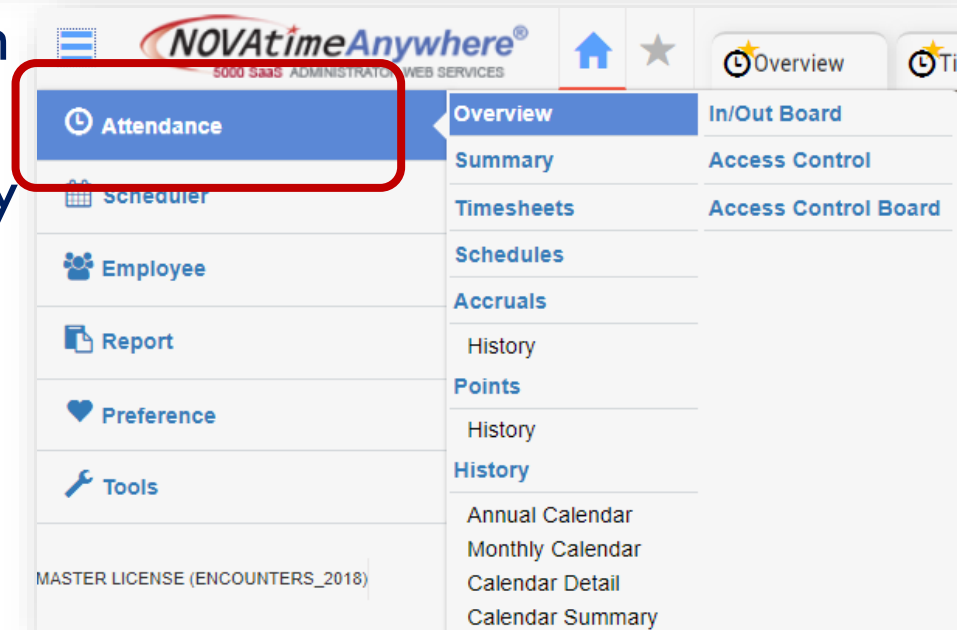 NOVAtimeAnywhere®
5000 SaaS ADMINISTRATOR WEB SERVICES
Overview
Attendance
Scheduler
Employee
Report
Preference
Tools
MASTER LICENSE (ENCOUNTERS_2018)
Overview
Summary
Timesheets
Schedules
Accruals
History
Points
History
History
Annual Calendar
Monthly Calendar
Calendar Detail
Calendar Summary
In/Out Board
Access Control
Access Control Board